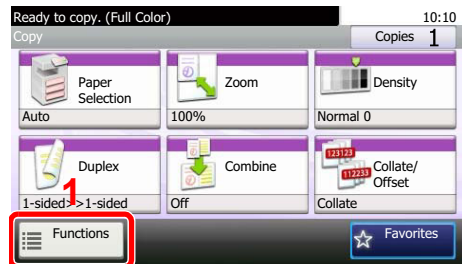 Ready to copy. (Full Color) 10:10
Copy Copies 1
Paper Selection
Zoom
Density
Auto
100%
Normal 0
Duplex
Combine
123123
112233
Collate/
Offset
1-sided>>1-sided
Off
Collate
1
Functions
Favorites